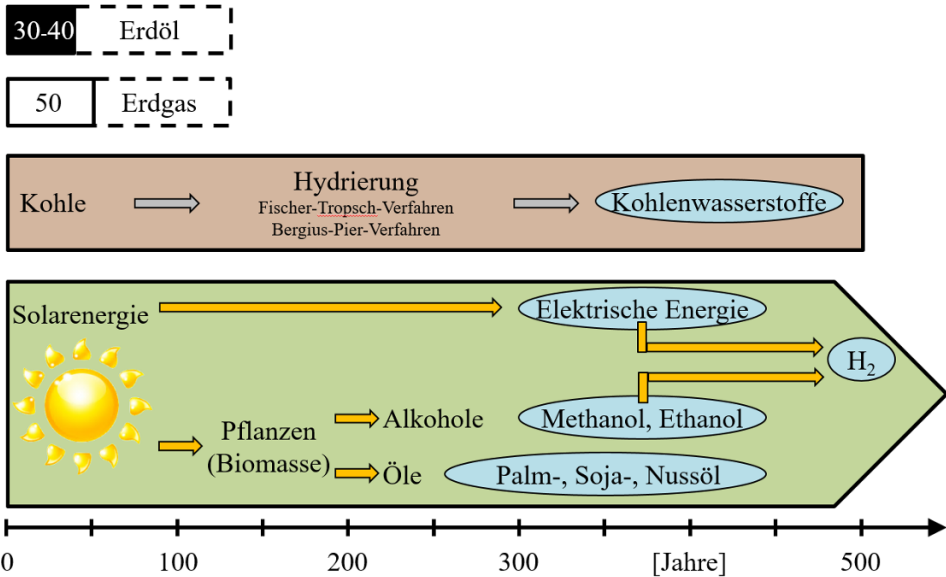 30-40 Erdöl
50 Erdgas
Kohle
Hydrierung
Fischer-Tropsch-Verfahren
Bergius-Pier-Verfahren
Kohlenwasserstoffe
Solarenergie
Elektrische Energie
H₂
Pflanzen
(Biomasse)
Alkohole
Methanol, Ethanol
Öle
Palm-, Soja-, Nussöl
0 100 200 300 [Jahre] 500